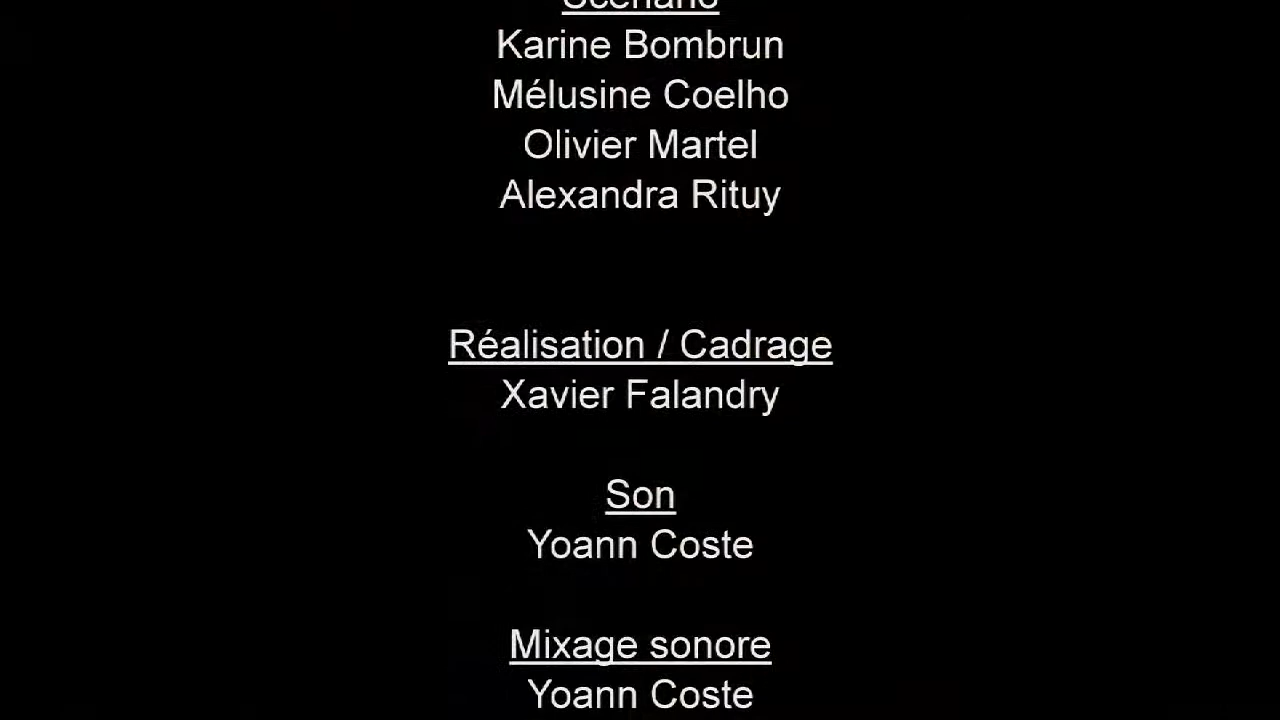 Scénario
Karine Bombrun
Mélusine Coelho
Olivier Martel
Alexandra Rituy
Réalisation / Cadrage
Xavier Falandry
Son
Yoann Coste
Mixage sonore
Yoann Coste